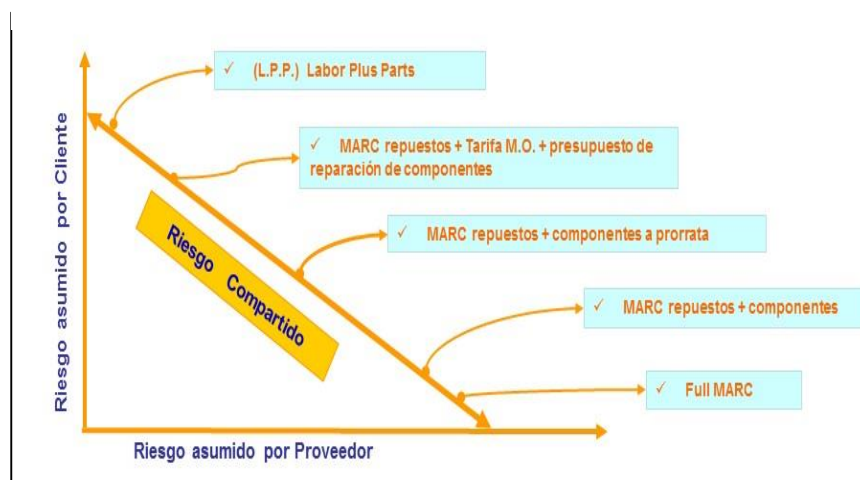 Riesgo asumido por Cliente
✓ (L.P.P.) Labor Plus Parts
✓ MARC repuestos + Tarifa M.O. + presupuesto de
reparación de componentes
✓ MARC repuestos + componentes a prorrata
Riesgo Compartido
✓ MARC repuestos + componentes
✓ Full MARC
Riesgo asumido por Proveedor